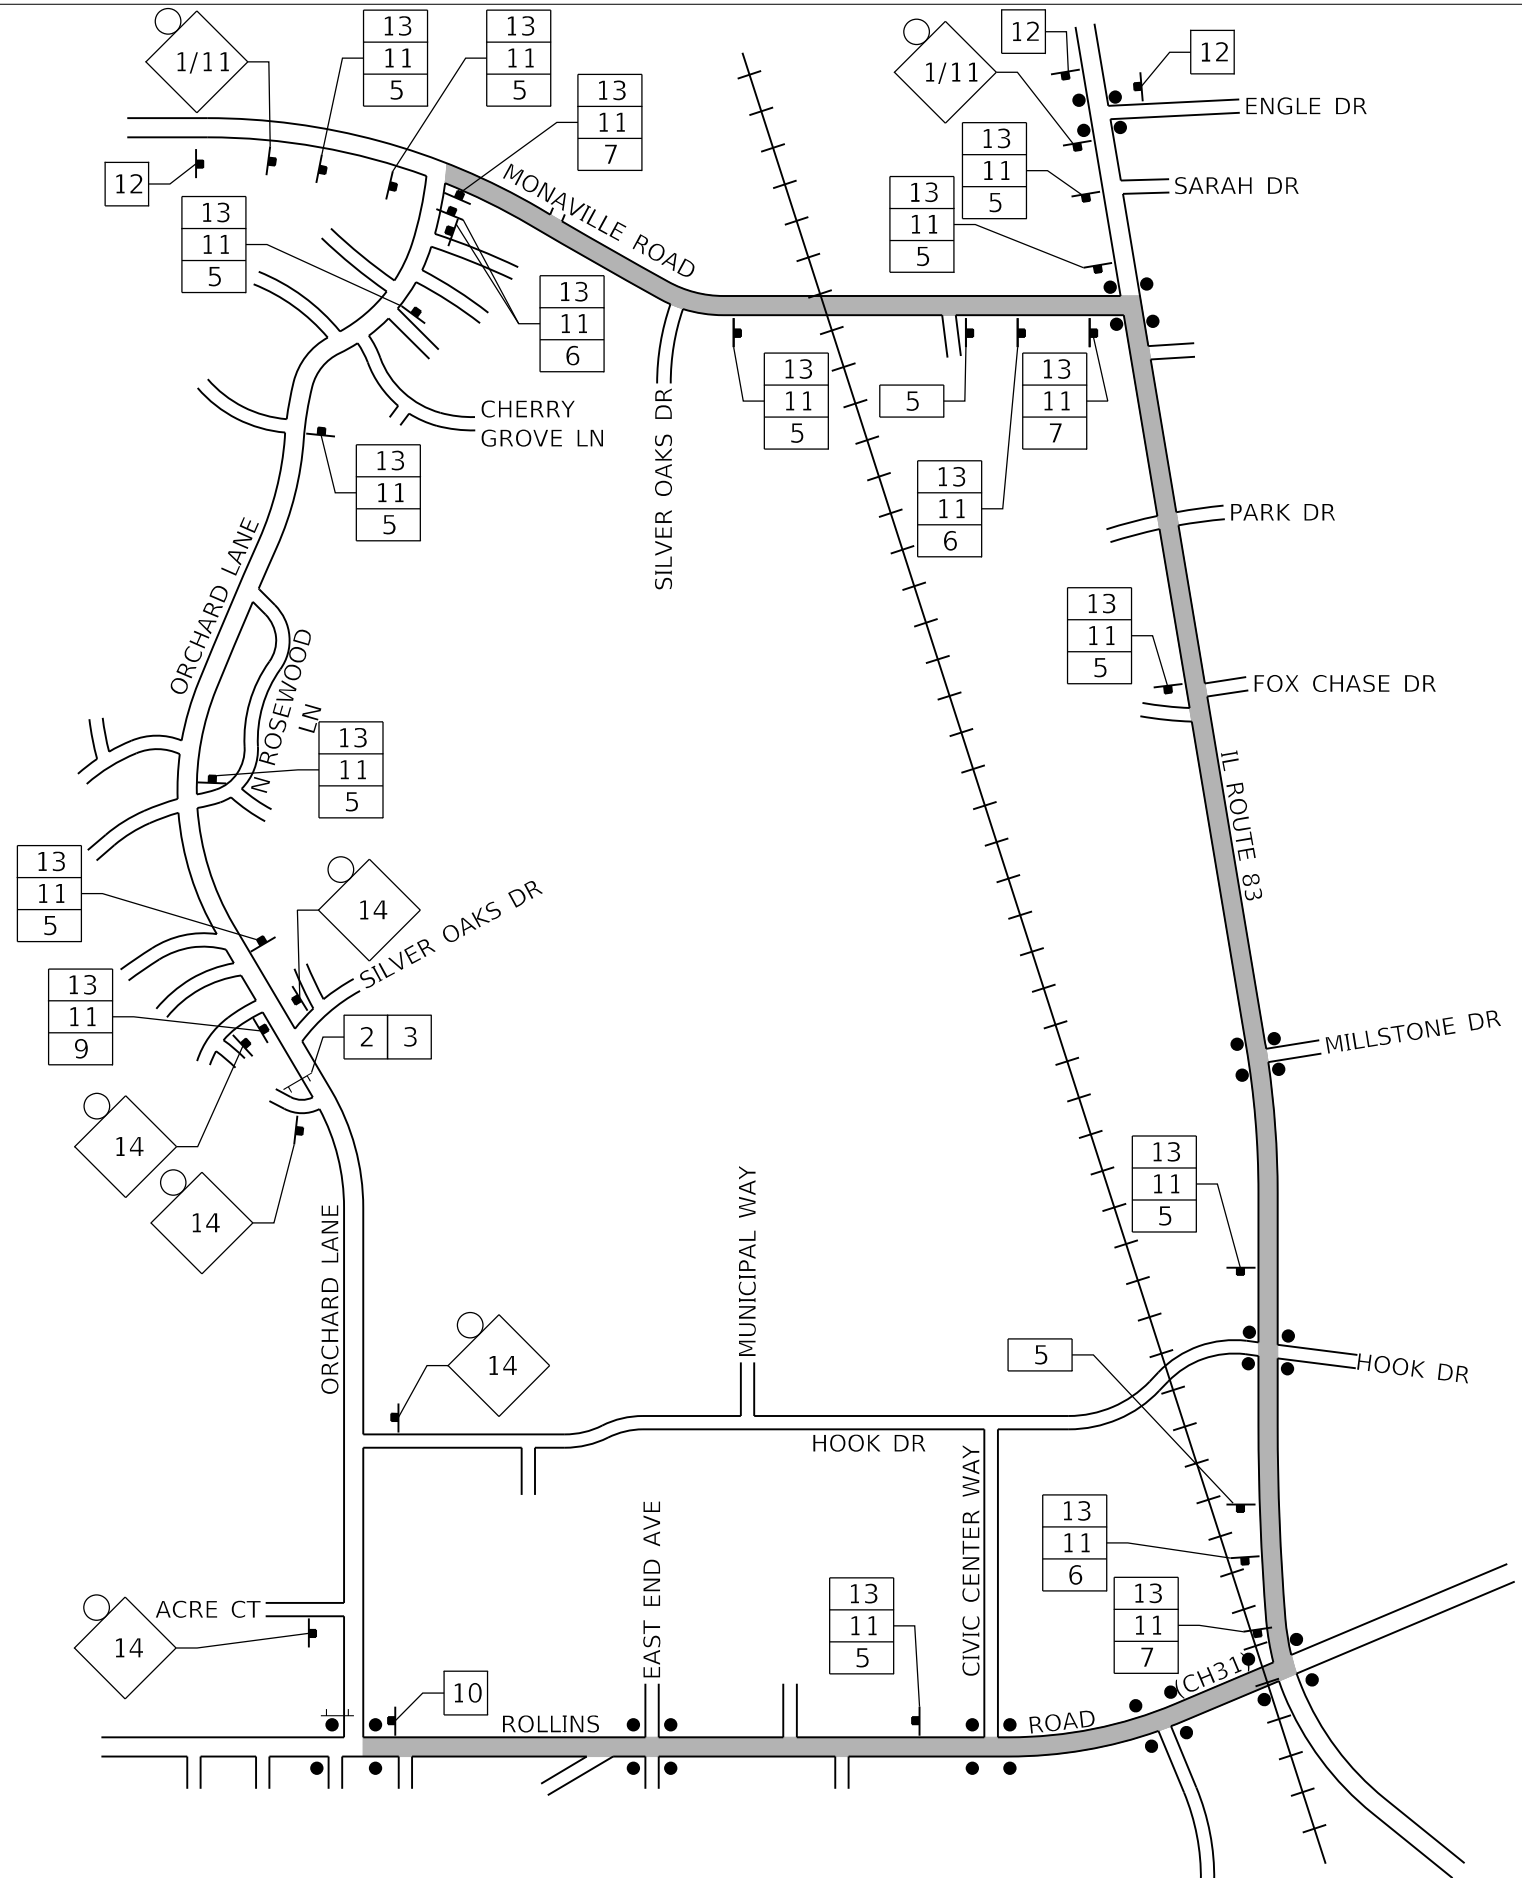 1/11
13
11
5
13
11
5
13
11
7
12
1/11
12
ENGLE DR
13
11
5
SARAH DR
12
13
11
5
MONAVILLE ROAD
13
11
5
13
11
6
13
11
5
5
13
11
7
CHERRY
GROVE LN
SILVER OAKS DR
13
11
5
13
11
6
PARK DR
ORCHARD LANE
13
11
5
FOX CHASE DR
N ROSEWOOD
LN
13
11
5
IL ROUTE 83
13
11
5
14
SILVER OAKS DR
13
11
9
2 3
MILLSTONE DR
14
14
13
11
5
ORCHARD LANE
MUNICIPAL WAY
14
5
HOOK DR
HOOK DR
CIVIC CENTER WAY
EAST END AVE
13
11
6
13
11
5
13
11
7
ACRE CT
14
10
ROLLINS
ROAD
(CH31)